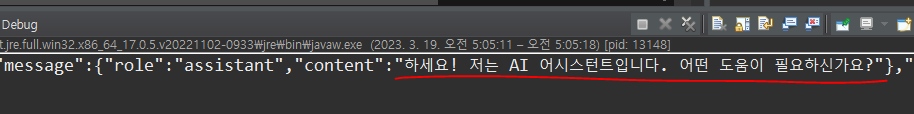 Debug
t.jre.full.win32.x86_64_17.0.5.v20221102-0933₩jre₩bin₩javaw.exe (2023. 3. 19. 오전 5:05:11 – 오전 5:05:18) [pid: 13148]
"message":{"role":"assistant","content":"하세요! 저는 AI 어시스턴트입니다. 어떤 도움이 필요하신가요?"},"